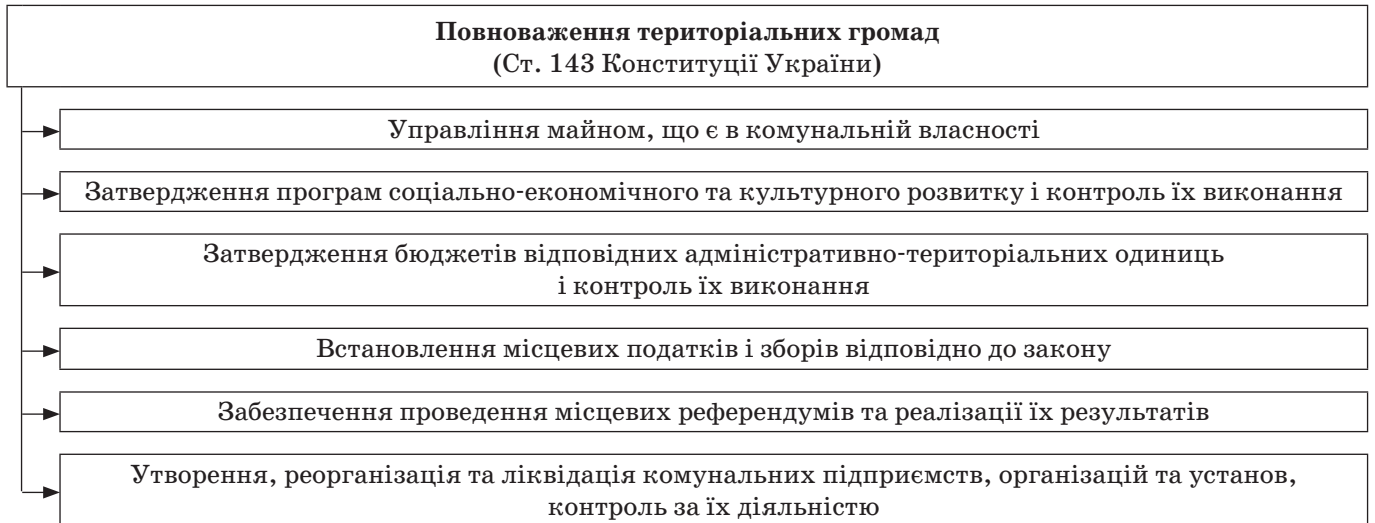 Повноваження територіальних громад
(Ст. 143 Конституції України)
Управління майном, що є в комунальній власності
Затвердження програм соціально-економічного та культурного розвитку і контроль їх виконання
Затвердження бюджетів відповідних адміністративно-територіальних одиниць
і контроль їх виконання
Встановлення місцевих податків і зборів відповідно до закону
Забезпечення проведення місцевих референдумів та реалізації їх результатів
Утворення, реорганізація та ліквідація комунальних підприємств, організацій та установ,
контроль за їх діяльністю